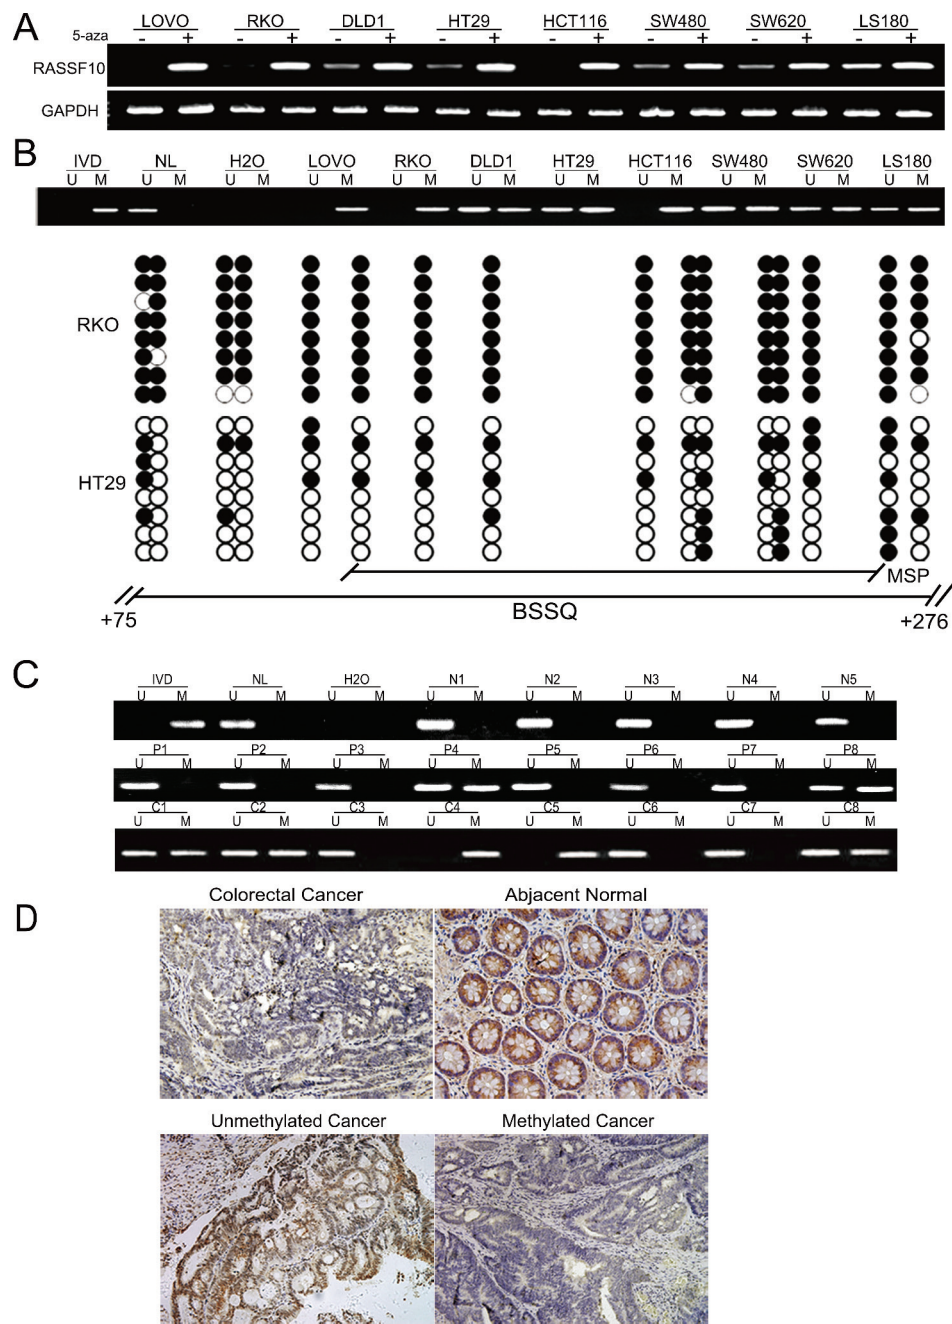 A
LOVO RKO DLD1 HT29 HCT116 SW480 SW620 LS180
5-aza - + - + - + - + - + - + - + - +
RASSF10
GAPDH
B
IVD NL H2O LOVO RKO DLD1 HT29 HCT116 SW480 SW620 LS180
U M U M U M U M U M U M U M U M U M U M U M
RKO
HT29
MSP
BSSQ
+75 +276
C
IVD NL H2O N1 N2 N3 N4 N5
U M U M U M U M U M U M U M U M
P1 P2 P3 P4 P5 P6 P7 P8
U M U M U M U M U M U M U M U M
C1 C2 C3 C4 C5 C6 C7 C8
U M U M U M U M U M U M U M U M
D
Colorectal Cancer Abjacent Normal
Unmethylated Cancer Methylated Cancer